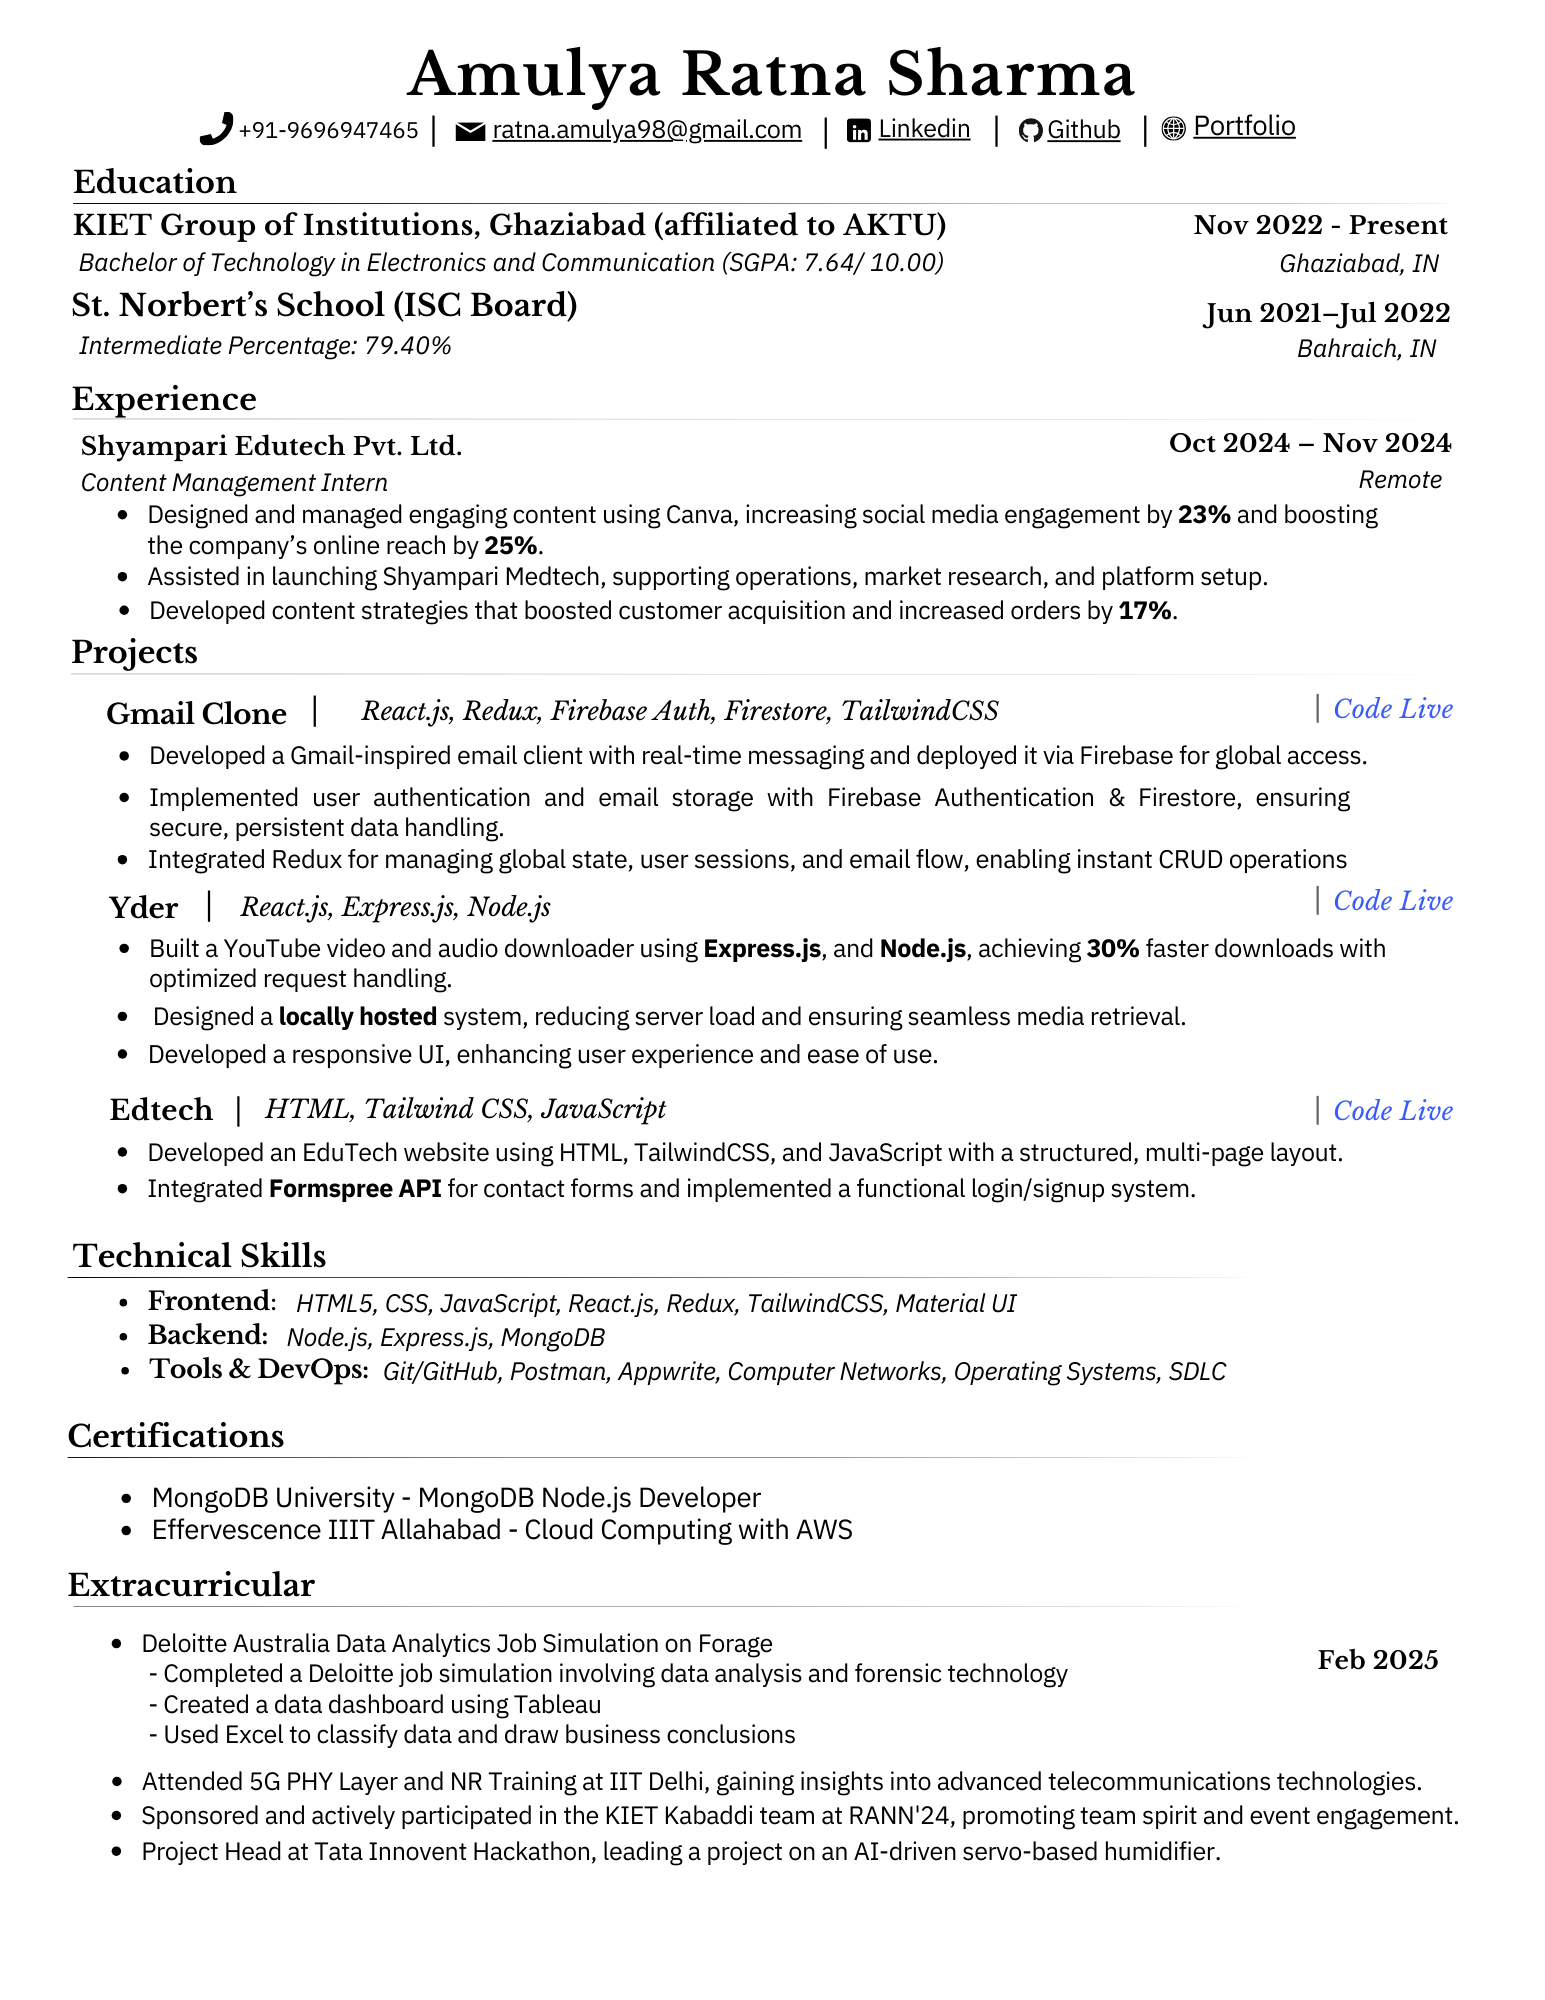 Amulya Ratna Sharma
+91-9696947465 | ratna.amulya98@gmail.com | Linkedin | Github | Portfolio
Education
KIET Group of Institutions, Ghaziabad (affiliated to AKTU) Nov 2022 - Present
Bachelor of Technology in Electronics and Communication (SGPA: 7.64/ 10.00) Ghaziabad, IN
St. Norbert’s School (ISC Board) Jun 2021–Jul 2022
Intermediate Percentage: 79.40% Bahraich, IN
Experience
Shyampari Edutech Pvt. Ltd. Oct 2024 – Nov 2024
Content Management Intern Remote
• Designed and managed engaging content using Canva, increasing social media engagement by 23% and boosting
the company’s online reach by 25%.
• Assisted in launching Shyampari Medtech, supporting operations, market research, and platform setup.
• Developed content strategies that boosted customer acquisition and increased orders by 17%.
Projects
Gmail Clone | React.js, Redux, Firebase Auth, Firestore, TailwindCSS | Code Live
• Developed a Gmail-inspired email client with real-time messaging and deployed it via Firebase for global access.
• Implemented user authentication and email storage with Firebase Authentication & Firestore, ensuring
secure, persistent data handling.
• Integrated Redux for managing global state, user sessions, and email flow, enabling instant CRUD operations
Yder | React.js, Express.js, Node.js | Code Live
• Built a YouTube video and audio downloader using Express.js, and Node.js, achieving 30% faster downloads with
optimized request handling.
• Designed a locally hosted system, reducing server load and ensuring seamless media retrieval.
• Developed a responsive UI, enhancing user experience and ease of use.
Edtech | HTML, Tailwind CSS, JavaScript | Code Live
• Developed an EduTech website using HTML, TailwindCSS, and JavaScript with a structured, multi-page layout.
• Integrated Formspree API for contact forms and implemented a functional login/signup system.
Technical Skills
• Frontend: HTML5, CSS, JavaScript, React.js, Redux, TailwindCSS, Material UI
• Backend: Node.js, Express.js, MongoDB
• Tools & DevOps: Git/GitHub, Postman, Appwrite, Computer Networks, Operating Systems, SDLC
Certifications
• MongoDB University - MongoDB Node.js Developer
• Effervescence IIIT Allahabad - Cloud Computing with AWS
Extracurricular
• Deloitte Australia Data Analytics Job Simulation on Forage Feb 2025
- Completed a Deloitte job simulation involving data analysis and forensic technology
- Created a data dashboard using Tableau
- Used Excel to classify data and draw business conclusions
• Attended 5G PHY Layer and NR Training at IIT Delhi, gaining insights into advanced telecommunications technologies.
• Sponsored and actively participated in the KIET Kabaddi team at RANN'24, promoting team spirit and event engagement.
• Project Head at Tata Innovent Hackathon, leading a project on an AI-driven servo-based humidifier.